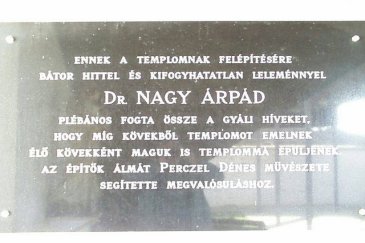 ENNEK A TEMPLOMNAK FELÉPÍTÉSÉRE
BÁTOR HITTEL ÉS KIFOGYHATATLAN LELEMÉNNYEL
DR. NAGY ÁRPÁD
PLÉBÁNOS FOGTA ÖSSZE A GYÁLI HÍVEKET,
HOGY MÍG KÖVEKBŐL TEMPLOMOT EMELNEK
ÉLŐ KÖVEKKÉNT MAGUK IS TEMPLOMMÁ ÉPÜLJENEK.
AZ ÉPÍTŐK ÁLMÁT PERCZEL DÉNES MŰVÉSZETE
SEGÍTETTE MEGVALÓSULÁSHOZ.